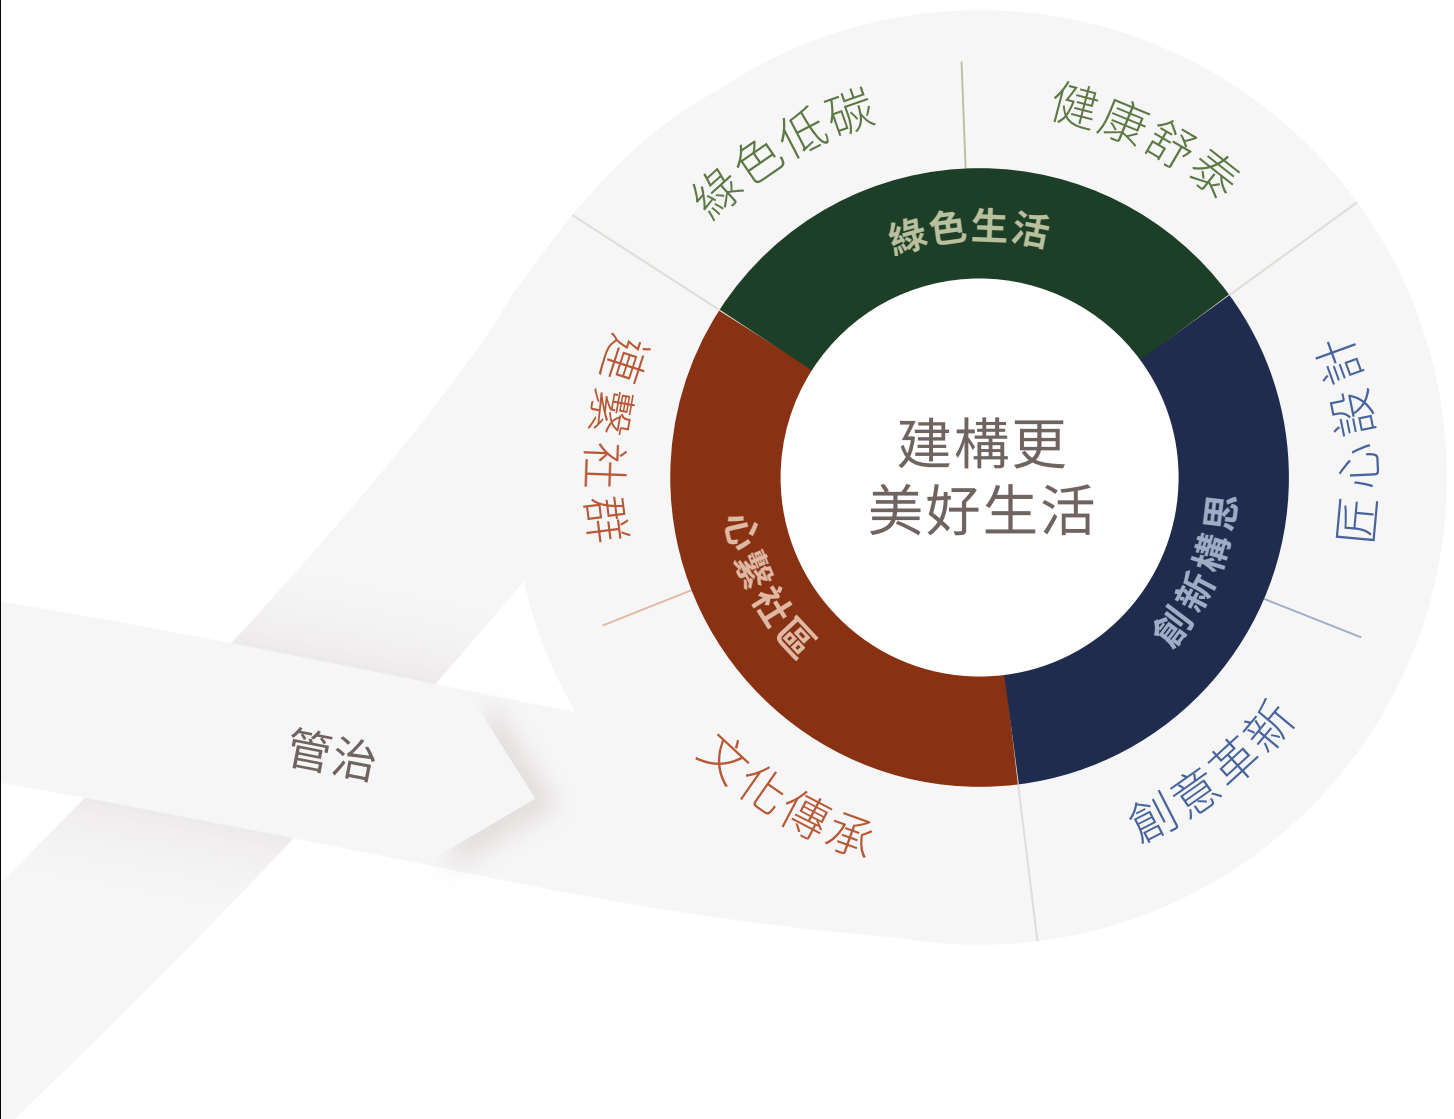 綠色低碳
健康舒泰
綠色生活
連繫社群
匠心設計
建構更
美好生活
心繫社區
創新構思
文化傳承
創意革新
管治